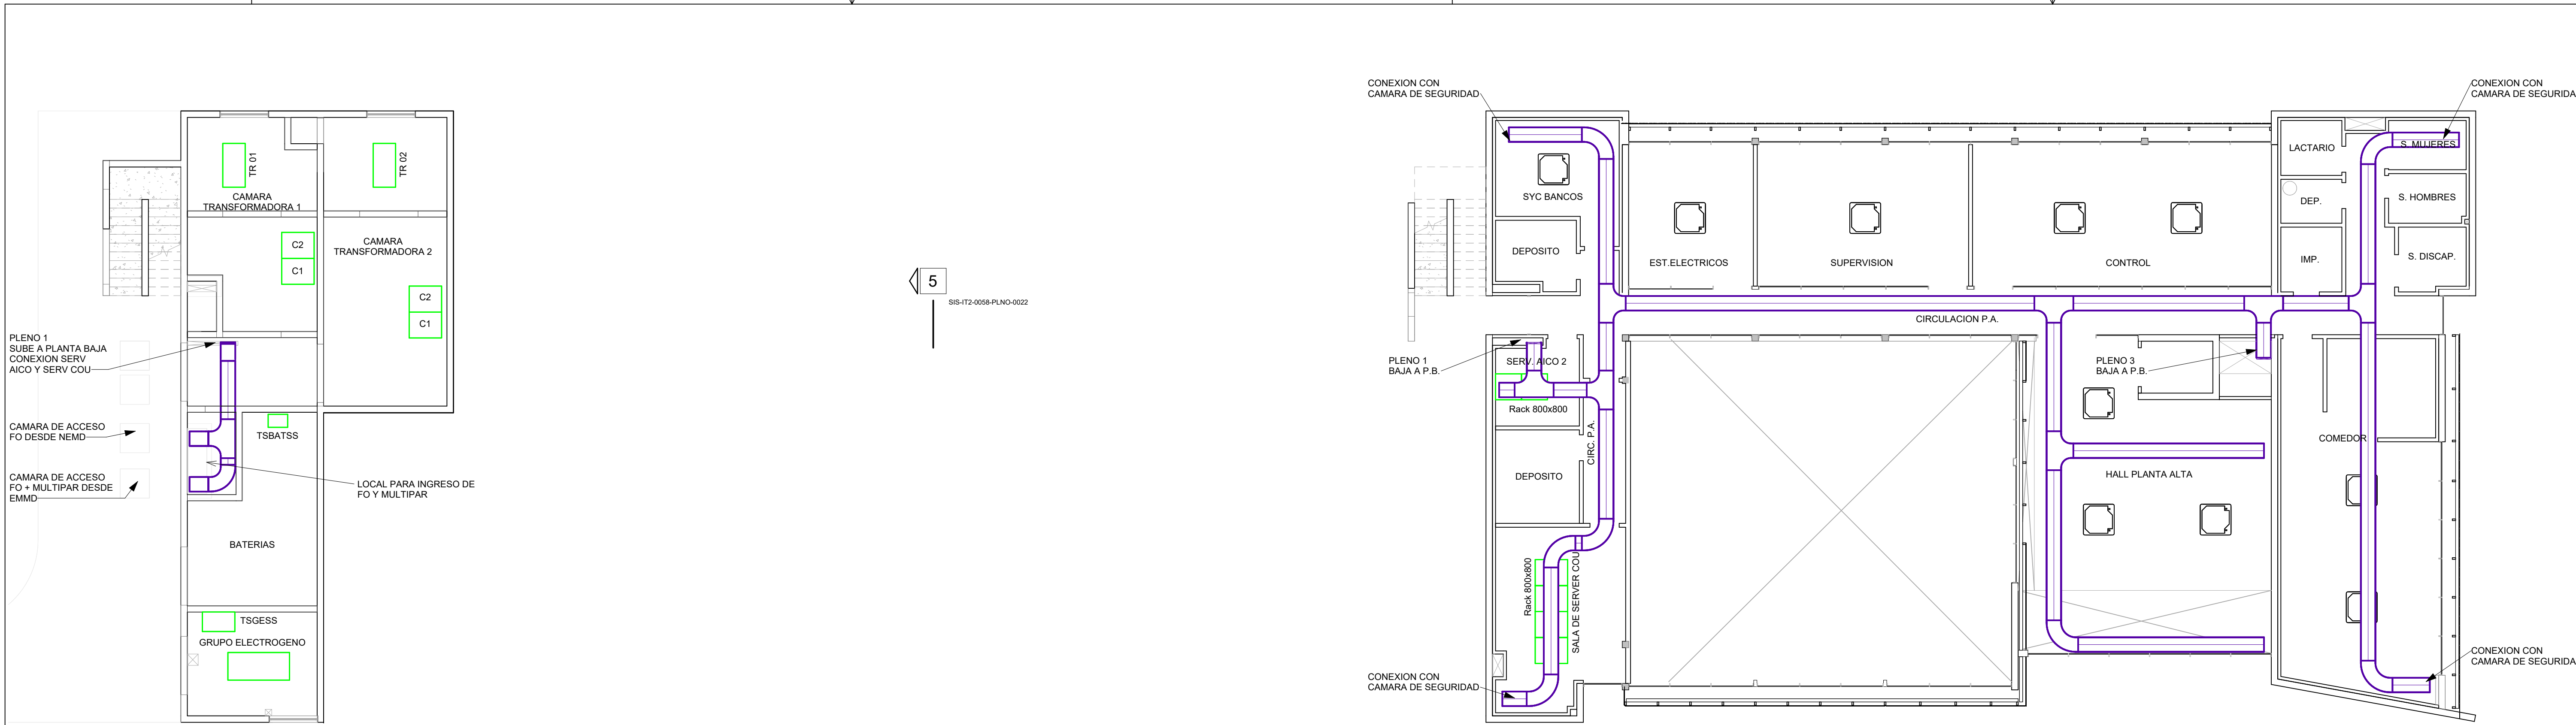 TR 01
TR 02
CAMARA
TRANSFORMADORA 1
C2
C1
CAMARA
TRANSFORMADORA 2
C2
C1
PLENO 1
SUBE A PLANTA BAJA
CONEXION SERV
AICO Y SERV COU
CAMARA DE ACCESO
FO DESDE NEMD
CAMARA DE ACCESO
FO + MULTIPAR DESDE
EMMD
TSBATSS
LOCAL PARA INGRESO DE
FO Y MULTIPAR
BATERIAS
TSGESS
GRUPO ELECTROGENO
5
SIS-IT2-0058-PLNO-0022
CONEXION CON
CAMARA DE SEGURIDAD
CONEXION CON
CAMARA DE SEGURIDA
SYC BANCOS
DEPOSITO
EST.ELECTRICOS
SUPERVISION
CONTROL
LACTARIO
DEP.
IMP.
S. MUJERES
S. HOMBRES
S. DISCAP.
CIRCULACION P.A.
PLENO 1
BAJA A P.B.
SERV. AICO 2
Rack 800x800
CIRC. P.A.
DEPOSITO
PLENO 3
BAJA A P.B.
COMEDOR
HALL PLANTA ALTA
Rack 800x800
SALA DE SERVER COU
CONEXION CON
CAMARA DE SEGURIDAD
CONEXION CON
CAMARA DE SEGURIDA